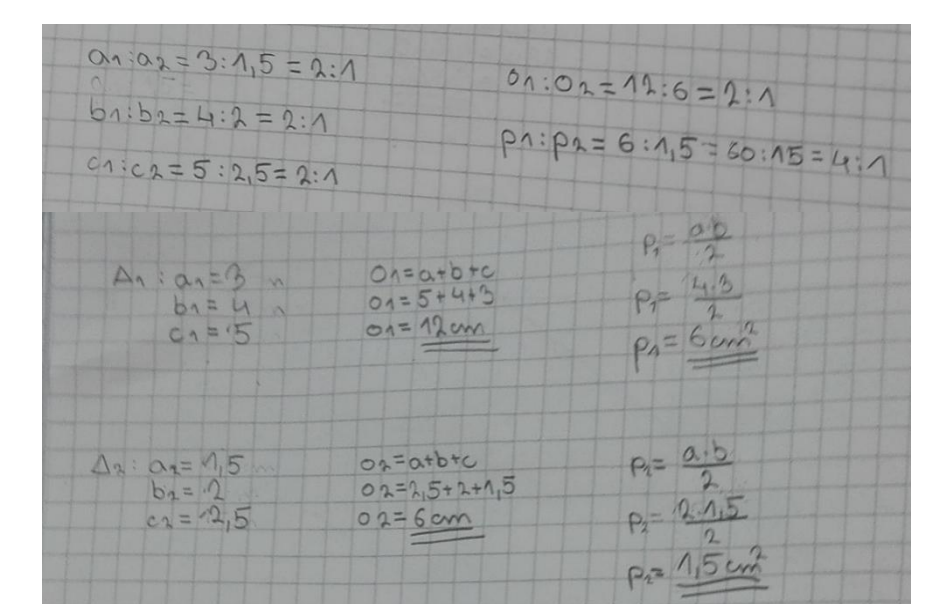 a1:a2=3:1,5=2:1
b1:b2=4:2=2:1
c1:c2=5:2,5=2:1
O1:O2=12:6=2:1
p1:p2=6:1,5=60:15=4:1
Δ1: a1=3
b1=4
c1=5
O1=a+b+c
O1=5+4+3
O1=12cm
p1=a·b/2
p1=4·3/2
p1=6cm²
Δ2: a2=1,5
b2=2
c2=2,5
O2=a+b+c
O2=2,5+2+1,5
O2=6cm
p2=a·b/2
p2=2·1,5/2
p2=1,5cm²